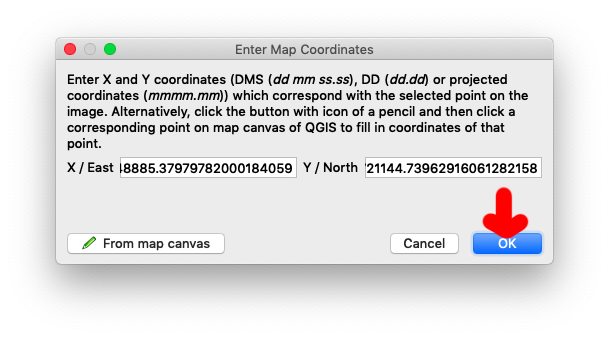 Enter Map Coordinates
Enter X and Y coordinates (DMS (dd mm ss.ss), DD (dd.dd) or projected
coordinates (mmmm.mm)) which correspond with the selected point on the
image. Alternatively, click the button with icon of a pencil and then click a
corresponding point on map canvas of QGIS to fill in coordinates of that
point.
X / East 48885.37979782000184059 Y / North 21144.73962916061282158
From map canvas Cancel OK